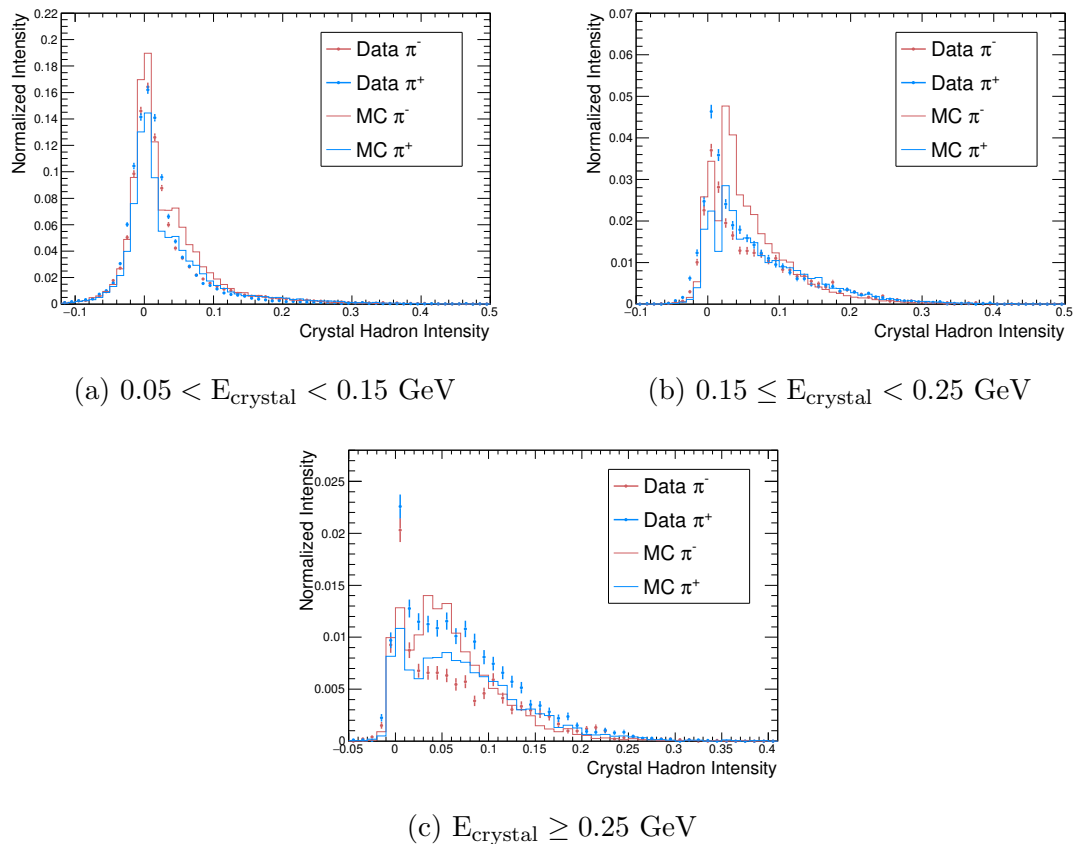 Normalized Intensity
0.22
0.2
0.18
0.16
0.14
0.12
0.1
0.08
0.06
0.04
0.02
0
−0.1 0 0.1 0.2 0.3 0.4 0.5
Crystal Hadron Intensity
Data π-
Data π+
MC π-
MC π+
(a) 0.05 < Ecrystal < 0.15 GeV
Normalized Intensity
0.07
0.06
0.05
0.04
0.03
0.02
0.01
0
−0.1 0 0.1 0.2 0.3 0.4 0.5
Crystal Hadron Intensity
Data π-
Data π+
MC π-
MC π+
(b) 0.15 ≤ Ecrystal < 0.25 GeV
Normalized Intensity
0.025
0.02
0.015
0.01
0.005
0
−0.05 0 0.05 0.1 0.15 0.2 0.25 0.3 0.35 0.4
Crystal Hadron Intensity
Data π-
Data π+
MC π-
MC π+
(c) Ecrystal ≥ 0.25 GeV